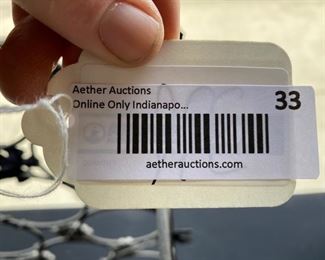 Aether Auctions
Online Only Indianapo... 33
aetherauctions.com